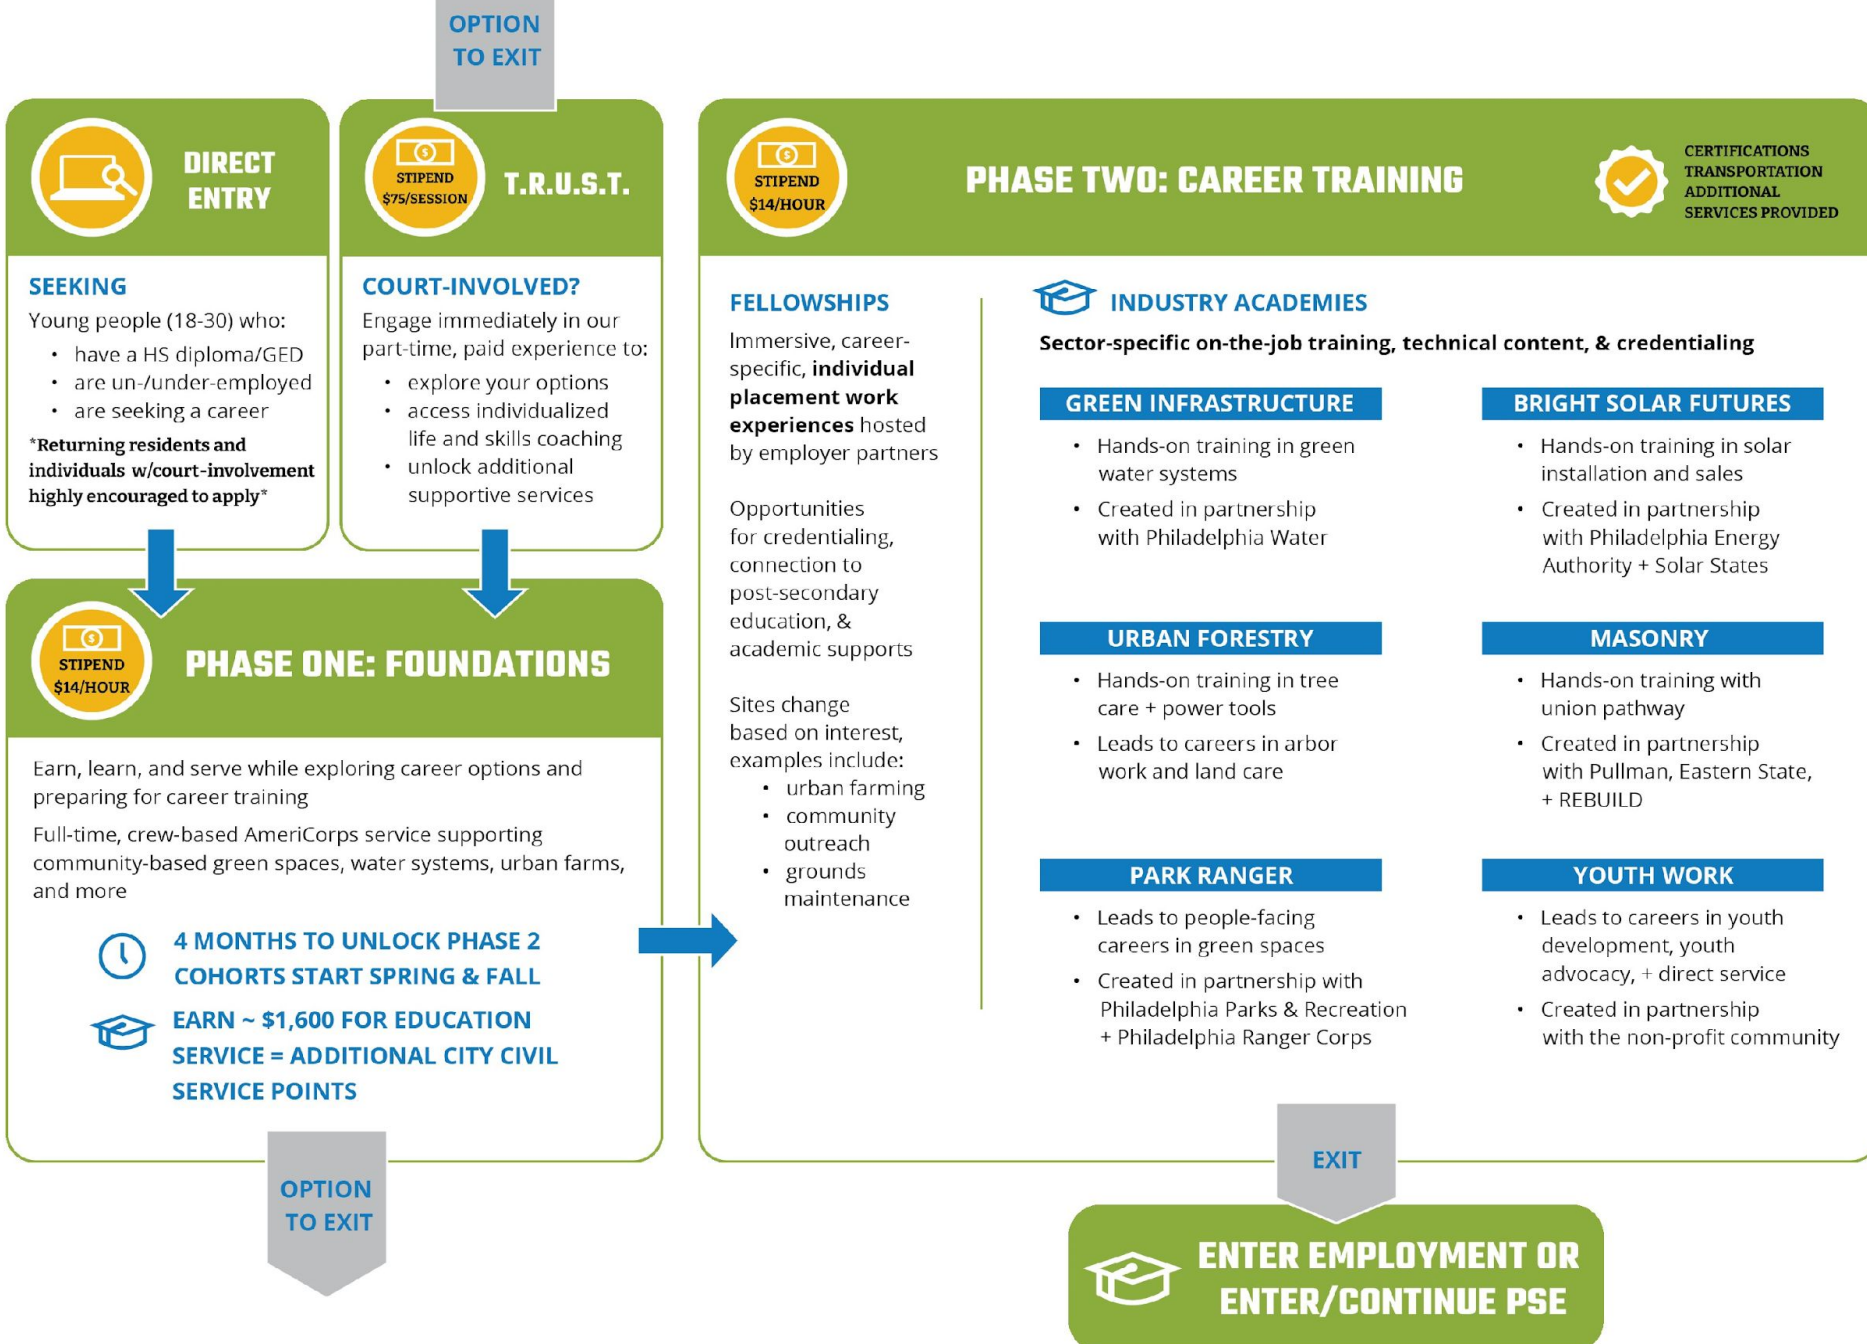 OPTION
TO EXIT
DIRECT
ENTRY
SEEKING
Young people (18-30) who:
• have a HS diploma/GED
• are un-/under-employed
• are seeking a career
*Returning residents and
individuals w/court-involvement
highly encouraged to apply*
STIPEND
$75/SESSION
T.R.U.S.T.
COURT-INVOLVED?
Engage immediately in our
part-time, paid experience to:
• explore your options
• access individualized
life and skills coaching
• unlock additional
supportive services
STIPEND
$14/HOUR
PHASE ONE: FOUNDATIONS
Earn, learn, and serve while exploring career options and
preparing for career training
Full-time, crew-based AmeriCorps service supporting
community-based green spaces, water systems, urban farms,
and more
4 MONTHS TO UNLOCK PHASE 2
COHORTS START SPRING & FALL
EARN ~ $1,600 FOR EDUCATION
SERVICE = ADDITIONAL CITY CIVIL
SERVICE POINTS
OPTION
TO EXIT
STIPEND
$14/HOUR
PHASE TWO: CAREER TRAINING
CERTIFICATIONS
TRANSPORTATION
ADDITIONAL
SERVICES PROVIDED
FELLOWSHIPS
Immersive, career-
specific, individual
placement work
experiences hosted
by employer partners
Opportunities
for credentialing,
connection to
post-secondary
education, &
academic supports
Sites change
based on interest,
examples include:
• urban farming
• community
outreach
• grounds
maintenance
INDUSTRY ACADEMIES
Sector-specific on-the-job training, technical content, & credentialing
GREEN INFRASTRUCTURE
• Hands-on training in green
water systems
• Created in partnership
with Philadelphia Water
BRIGHT SOLAR FUTURES
• Hands-on training in solar
installation and sales
• Created in partnership
with Philadelphia Energy
Authority + Solar States
URBAN FORESTRY
• Hands-on training in tree
care + power tools
• Leads to careers in arbor
work and land care
MASONRY
• Hands-on training with
union pathway
• Created in partnership
with Pullman, Eastern State,
+ REBUILD
PARK RANGER
• Leads to people-facing
careers in green spaces
• Created in partnership with
Philadelphia Parks & Recreation
+ Philadelphia Ranger Corps
YOUTH WORK
• Leads to careers in youth
development, youth
advocacy, + direct service
• Created in partnership
with the non-profit community
EXIT
ENTER EMPLOYMENT OR
ENTER/CONTINUE PSE